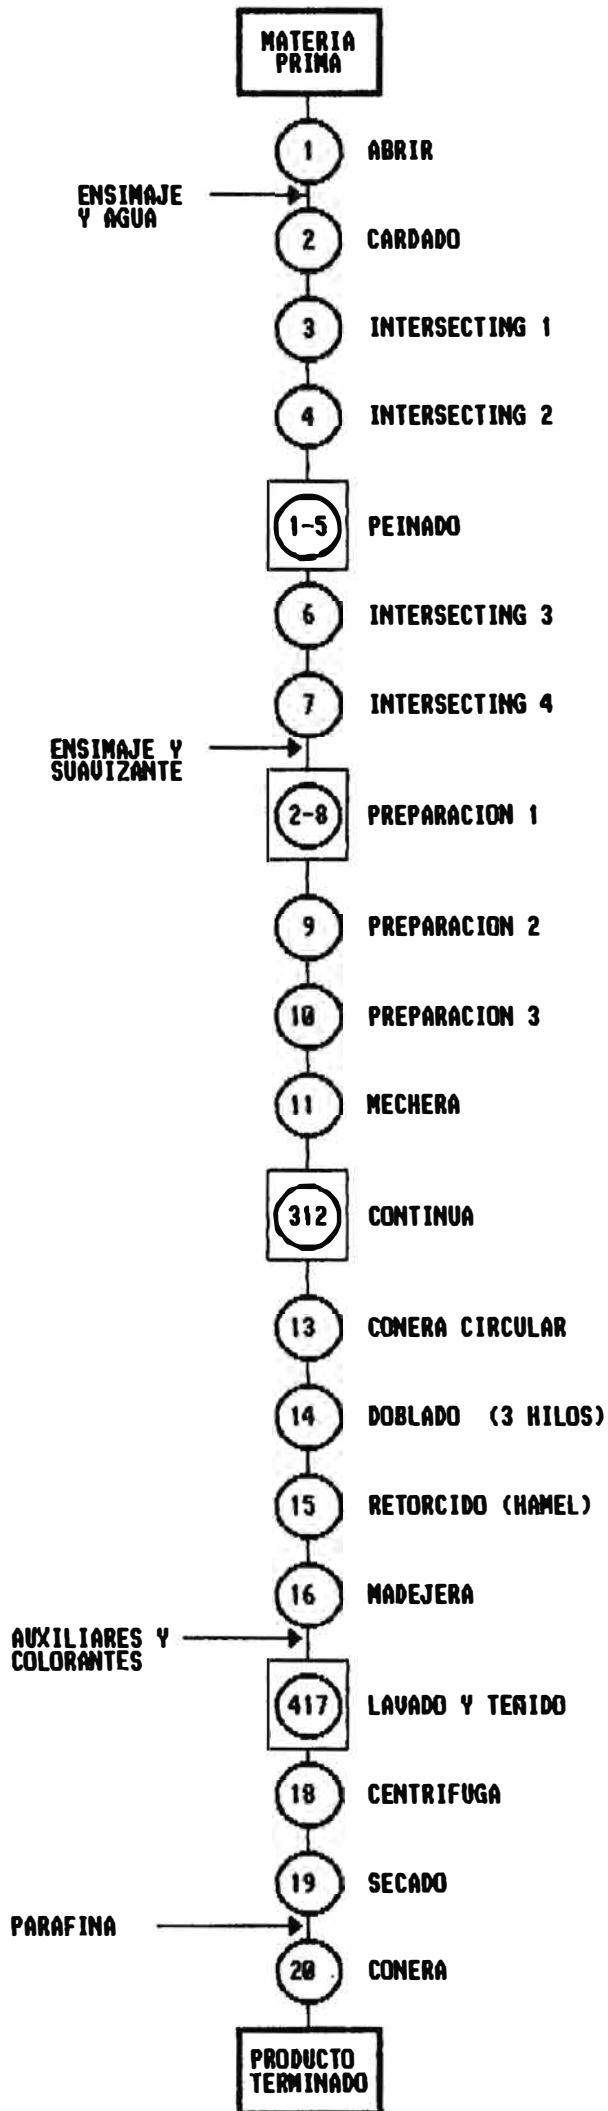 MATERIA
PRIMA
1 ABRIR
ENSIMAJE
Y AGUA
2 CARDADO
3 INTERSECTING 1
4 INTERSECTING 2
1-5 PEINADO
6 INTERSECTING 3
7 INTERSECTING 4
ENSIMAJE Y
SUAVIZANTE
2-8 PREPARACION 1
9 PREPARACION 2
10 PREPARACION 3
11 MECHERA
312 CONTINUA
13 CONERA CIRCULAR
14 DOBLADO (3 HILOS)
15 RETORCIDO (HAMEL)
16 MADEJERA
AUXILIARES Y
COLORANTES
417 LAVADO Y TEÑIDO
18 CENTRIFUGA
19 SECADO
PARAFINA
20 CONERA
PRODUCTO
TERMINADO